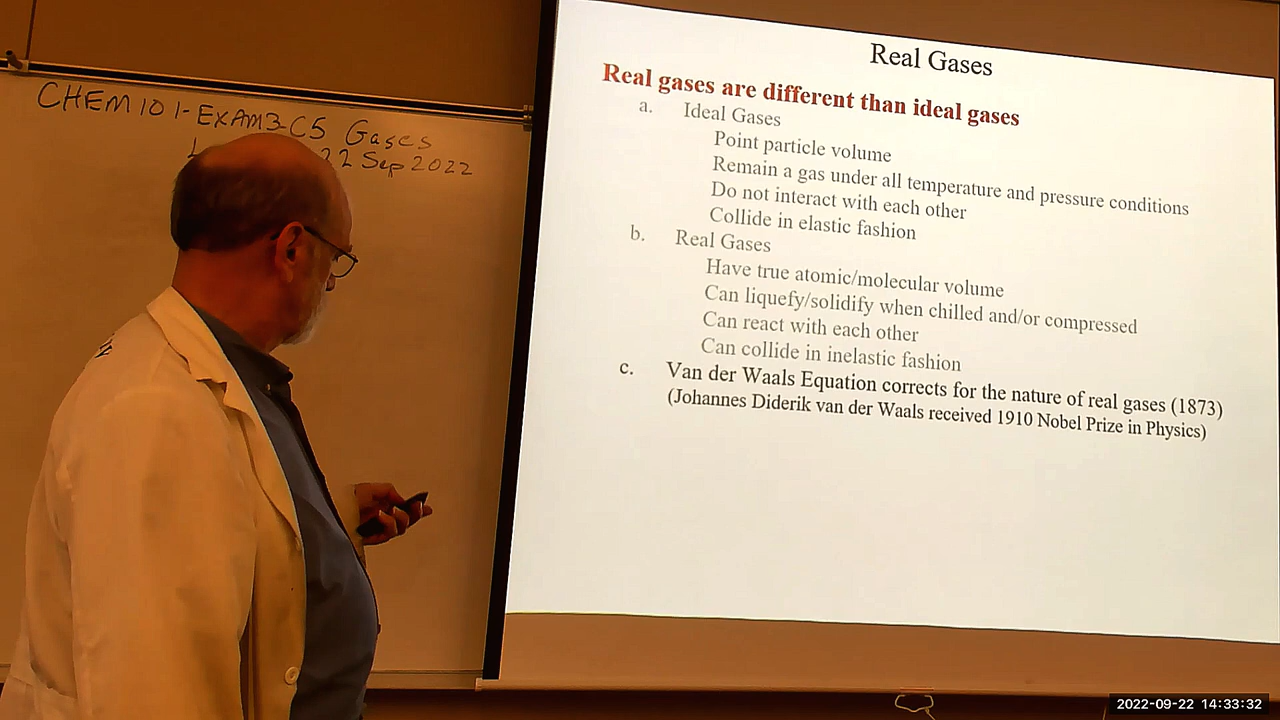 CHEM 101-EXAM3-C5 Gases
22 Sep 2022
Real Gases
Real gases are different than ideal gases
a. Ideal Gases
Point particle volume
Remain a gas under all temperature and pressure conditions
Do not interact with each other
Collide in elastic fashion
b. Real Gases
Have true atomic/molecular volume
Can liquefy/solidify when chilled and/or compressed
Can react with each other
Can collide in inelastic fashion
c. Van der Waals Equation corrects for the nature of real gases (1873)
(Johannes Diderik van der Waals received 1910 Nobel Prize in Physics)
2022-09-22 14:33:32